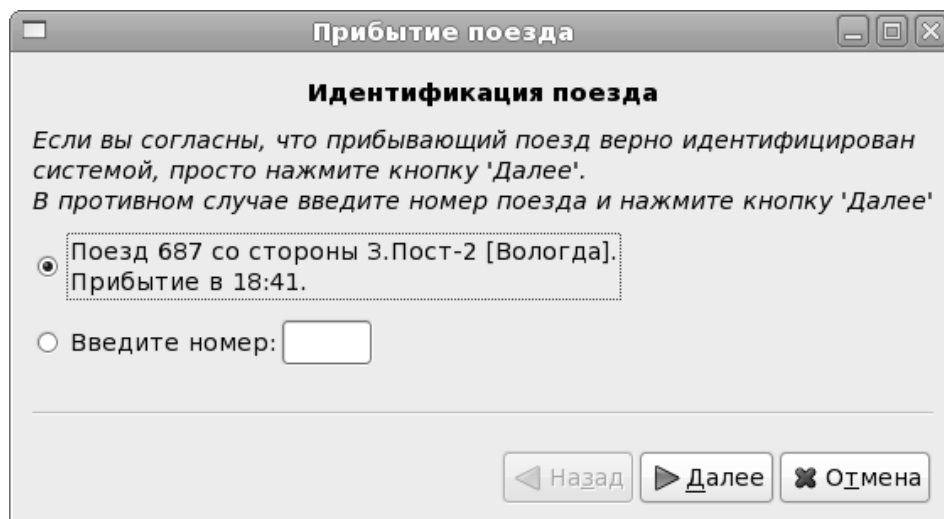 Прибытие поезда
Идентификация поезда
Если вы согласны, что прибывающий поезд верно идентифицирован
системой, просто нажмите кнопку 'Далее'.
В противном случае введите номер поезда и нажмите кнопку 'Далее'
Поезд 687 со стороны З.Пост-2 [Вологда].
Прибытие в 18:41.
Введите номер:
Назад Далее Отмена